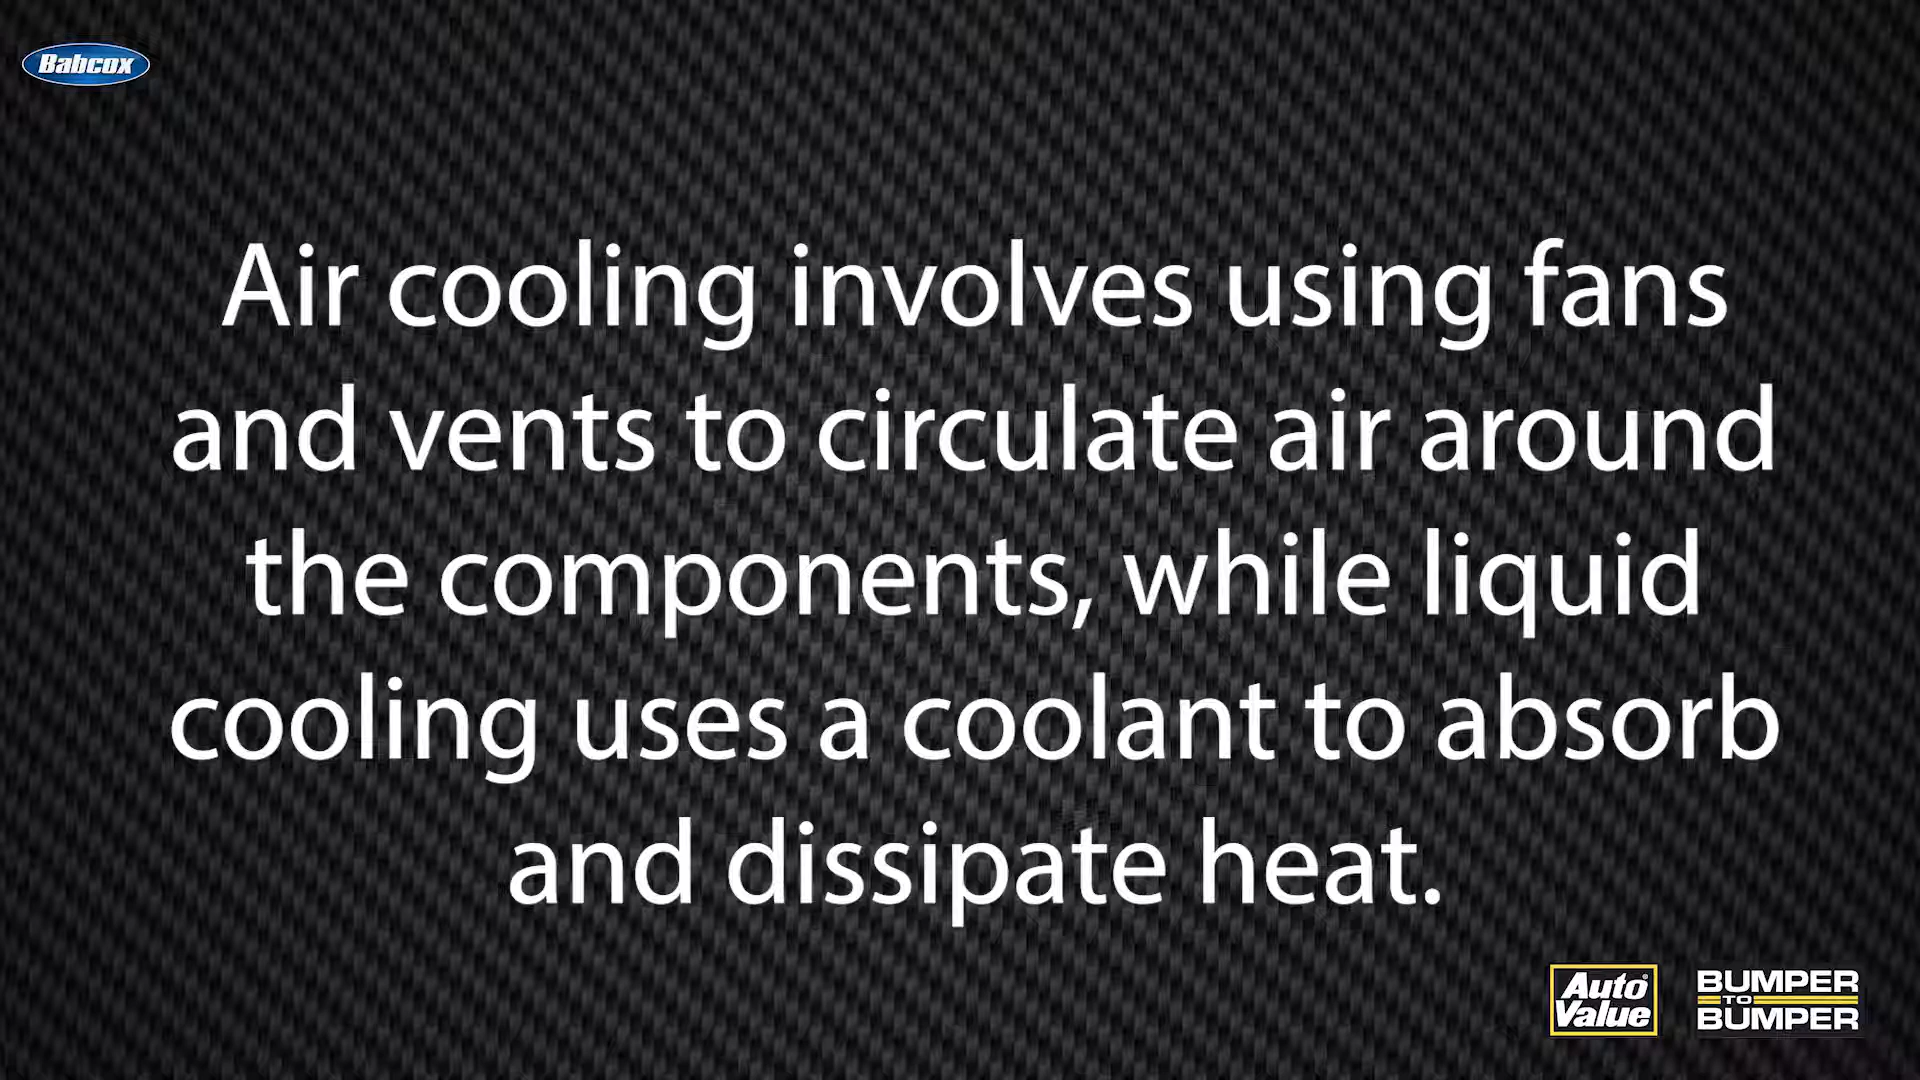 Babcox
Air cooling involves using fans
and vents to circulate air around
the components, while liquid
cooling uses a coolant to absorb
and dissipate heat.
Auto
Value
BUMPER
TO
BUMPER